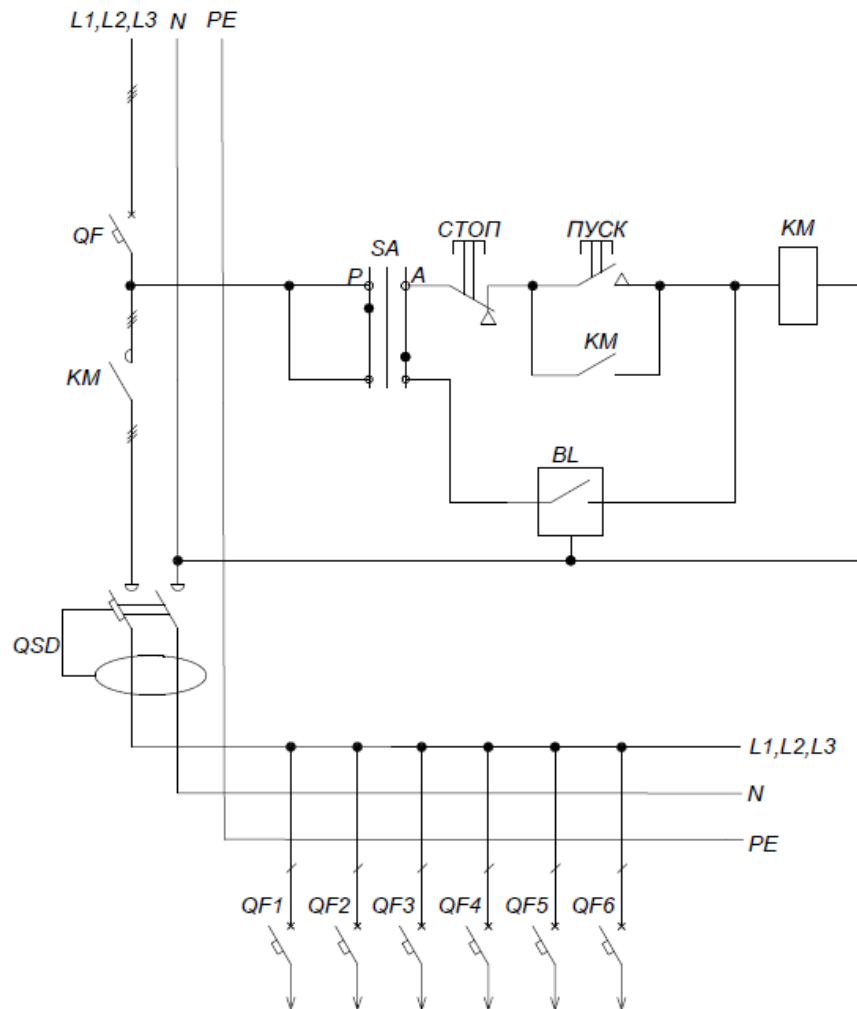 L1,L2,L3 N PE
СТОП ПУСК KM
QF SA
P A
KM KM
BL
QSD
L1,L2,L3
N
PE
QF1 QF2 QF3 QF4 QF5 QF6